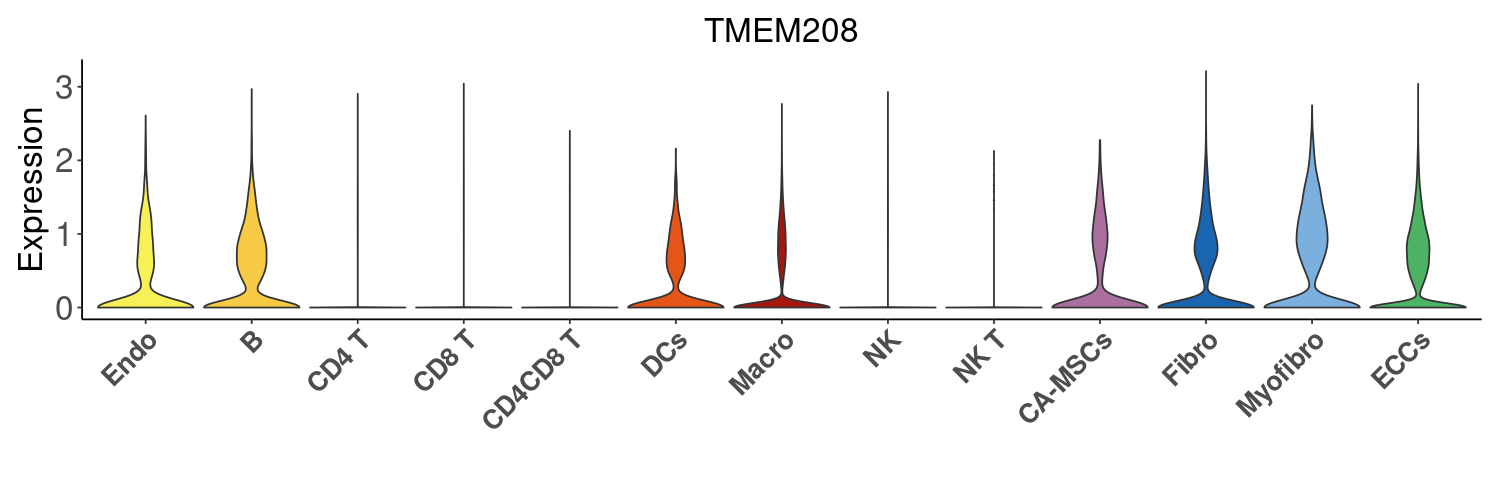 TMEM208
Expression
3
2
1
0
Endo
B
CD4 T
CD8 T
CD4CD8 T
DCs
Macro
NK
NK T
CA-MSCs
Fibro
Myofibro
ECCs